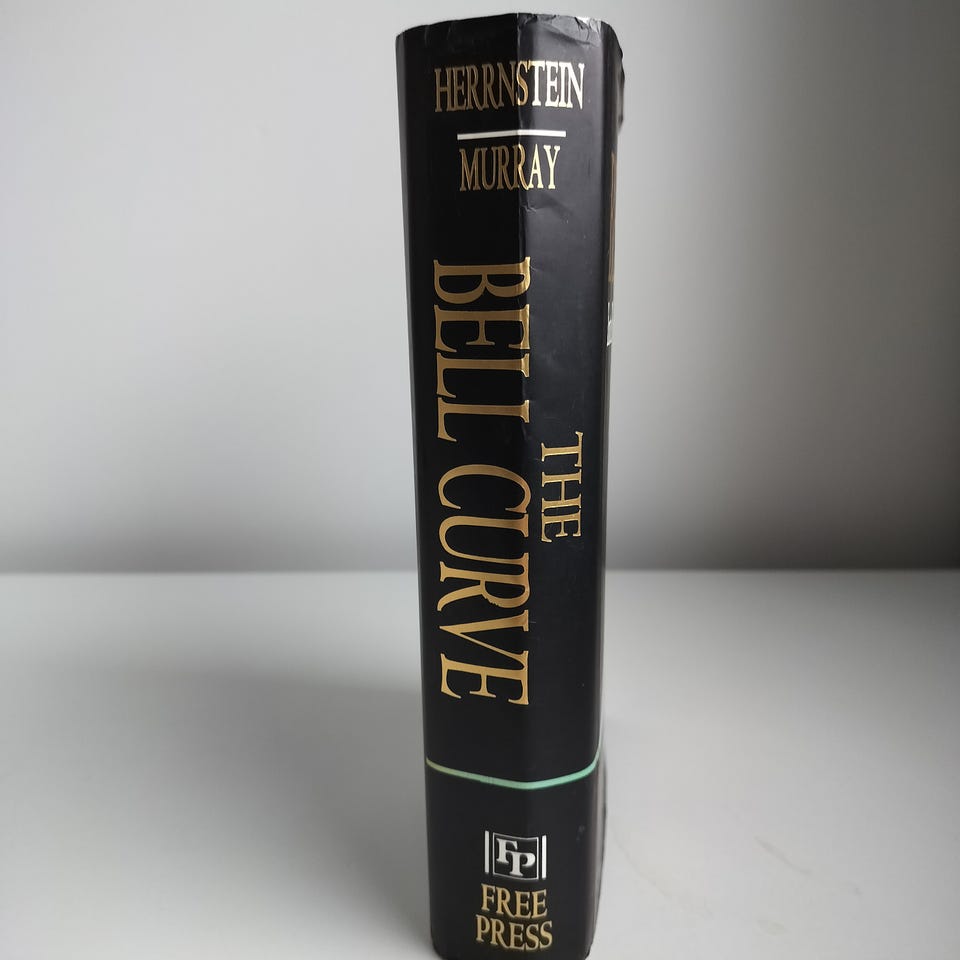 HERRNSTEIN
MURRAY
THE
BELL CURVE
FP
FREE
PRESS